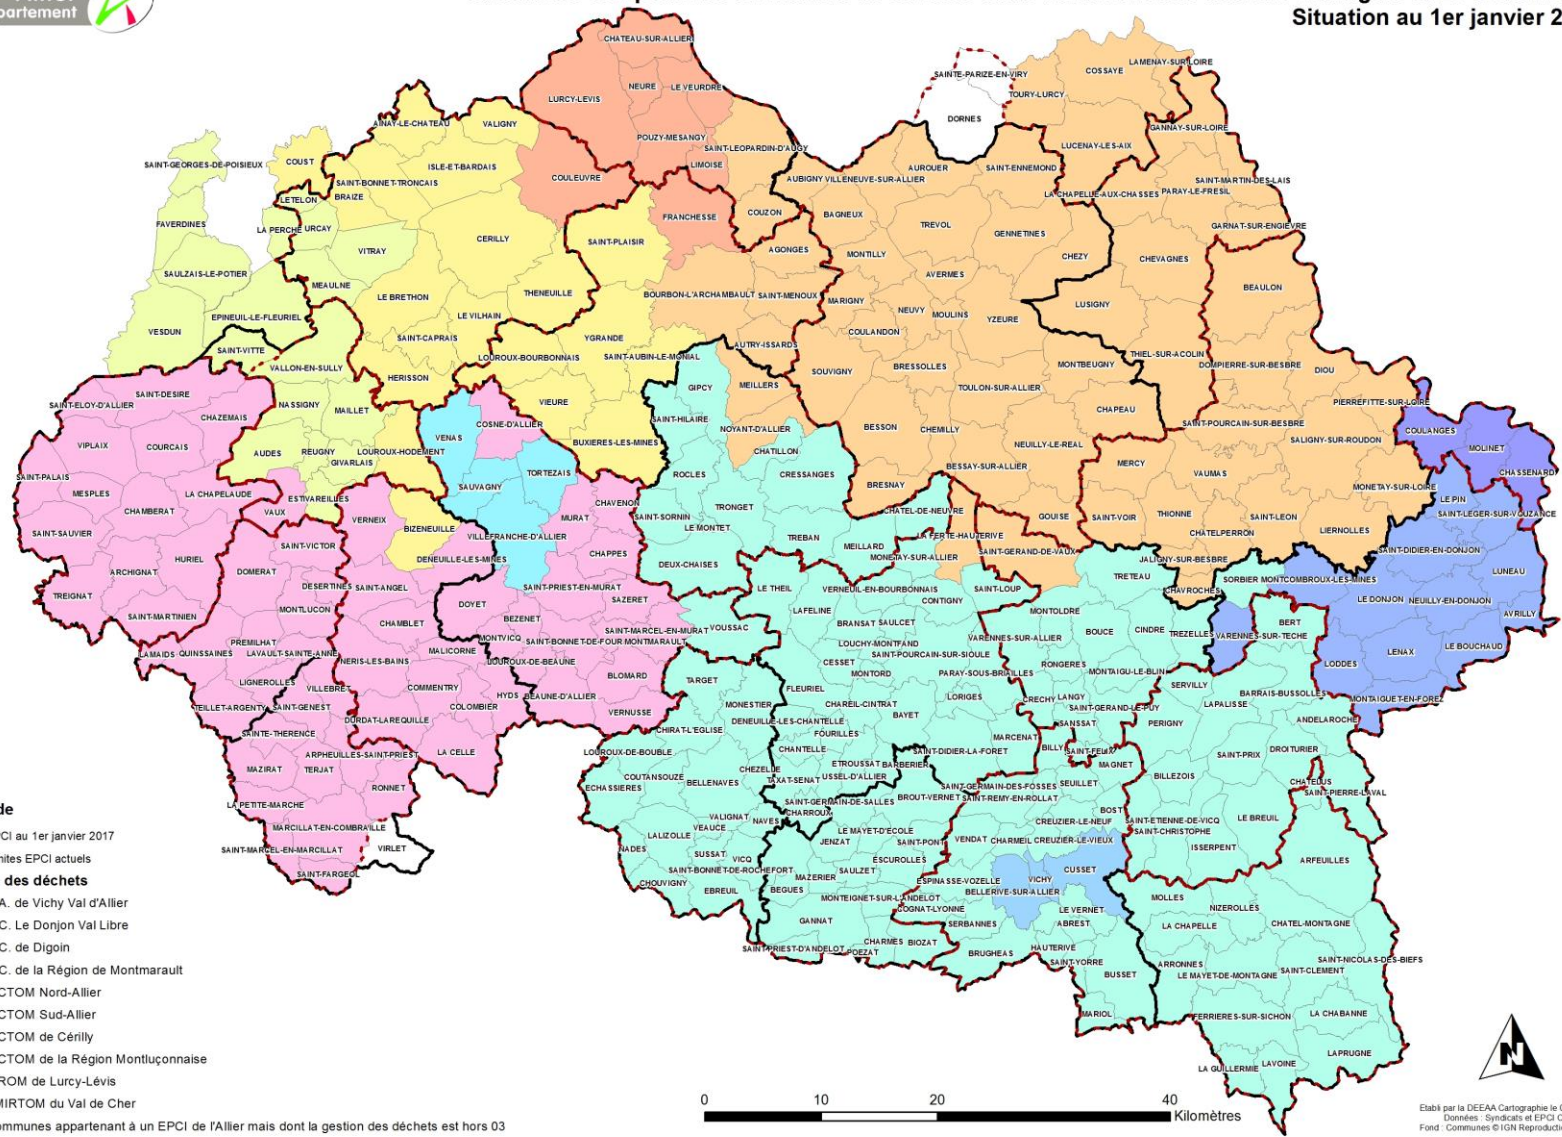 Situation au 1er janvier 2
CHATEAU-SUR-ALLIER
LAMENAY-SUR-LOIRE
COSSAYE
SAINTE-PARIZE-EN-VIRY
NEURE
LE VEURDRE
LURCY-LEVIS
TOURY-LURCY
DORNES
AINAY-LE-CHATEAU
VALIGNY
GANNAY-SUR-LOIRE
POUZY-MESANGY
SAINT-LEOPARDIN-D'AUGY
LUCENAY-LES-AIX
SAINT-GEORGES-DE-POISIEUX
COUST
ISLE-ET-BARDAIS
LIMOISE
AUROUER
SAINT-ENNEMOND
COULEUVRE
AUBIGNY
VILLENEUVE-SUR-ALLIER
SAINT-MARTIN-DES-LAIS
SAINT-BONNET-TRONCAIS
BRAIZE
LETELON
LA CHAPELLE-AUX-CHASSES
PARAY-LE-FRESIL
FAVERDINES
LA PERCHE
URCAY
FRANCHESSE
COUZON
BAGNEUX
TREVOL
GENNETINES
GARNAT-SUR-ENGIEVRE
CERILLY
SAINT-PLAISIR
VITRAY
AGONGES
MONTILLY
CHEZY
CHEVAGNES
SAULZAIS-LE-POTIER
MEAULNE
AVERMES
BEAULON
LE BRETHON
THENEUILLE
BOURBON-L'ARCHAMBAULT
SAINT-MENOUX
MARIGNY
NEUVY
MOULINS
YZEURE
LUSIGNY
EPINEUIL-LE-FLEURIEL
LE VILHAIN
VESDUN
COULANDON
SAINT-CAPRAIS
YGRANDE
AUTRY-ISSARDS
SAINT-VITTE
LOUROUX-BOURBONNAIS
SAINT-AUBIN-LE-MONIAL
THIEL-SUR-ACOLIN
VALLON-EN-SULLY
HERISSON
SOUVIGNY
BRESSOLLES
MONTBEUGNY
DOMPIERRE-SUR-BESBRE
DIOU
GIPCY
MEILLERS
TOULON-SUR-ALLIER
SAINT-DESIRE
SAINT-ELOY-D'ALLIER
NASSIGNY
MAILLET
VIEURE
CHAPEAU
PIERREFITTE-SUR-LOIRE
CHAZEMAIS
COSNE-D'ALLIER
SAINT-HILAIRE
NOYANT-D'ALLIER
BESSON
CHEMILLY
SAINT-POURCAIN-SUR-BESBRE
COULANGES
VIPLAIX
COURCAIS
VENAS
BUXIERES-LES-MINES
NEUILLY-LE-REAL
SALIGNY-SUR-ROUDON
MOLINET
AUDES
REUGNY
GIVARLAIS
LOUROUX-HODEMENT
CHATILLON
BESSAY-SUR-ALLIER
MERCY
SAINT-PALAIS
ROCLES
CRESSANGES
TORTEZAIS
VAUMAS
CHASSENARD
MESPLES
LA CHAPELAUDE
ESTIVAREILLES
SAUVAGNY
BRESNAY
MONETAY-SUR-LOIRE
LE PIN
CHAMBERAT
VAUX
CHAVENON
TRONGET
CHATEL-DE-NEUVRE
SAINT-LEGER-SUR-VOUZANCE
VERNEIX
MURAT
SAINT-SORNIN
GOUISE
SAINT-VOIR
THIONNE
SAINT-LEON
BIZENEUILLE
LE MONTET
SAINT-SAUVIER
VILLEFRANCHE-D'ALLIER
TREBAN
LA FERTE-HAUTERIVE
CHATELPERRON
LIERNOLLES
SAINT-VICTOR
MEILLARD
MONETAY-SUR-ALLIER
SAINT-GERAND-DE-VAUX
SAINT-DIDIER-EN-DONJON
HURIEL
DENEUILLE-LES-MINES
CHAPPES
DEUX-CHAISES
JALIGNY-SUR-BESBRE
ARCHIGNAT
DOMERAT
LUNEAU
TREIGNAT
DESERTINES
SAINT-ANGEL
SAINT-PRIEST-EN-MURAT
LE THEIL
VERNEUIL-EN-BOURBONNAIS
SAINT-LOUP
TRETEAU
CHAVROCHES
SORBIER
MONTCOMBROUX-LES-MINES
DOYET
SAZERET
CONTIGNY
LE DONJON
NEUILLY-EN-DONJON
SAINT-MARTINIEN
MONTLUCON
LAFELINE
MONTOLDRE
AVRILLY
CHAMBLET
BEZENET
SAINT-MARCEL-EN-MURAT
VOUSSAC
BRANSAT
SAULCET
BOUCE
CINDRE
TREZELLES
BERT
MONTVICQ
SAINT-BONNET-DE-FOUR
MONTMARAULT
VARENNES-SUR-ALLIER
VARENNES-SUR-TECHE
PREMILHAT
MALICORNE
LOUCHY-MONTFAND
LE BOUCHAUD
LAMAIDS
QUINSSAINES
LAVAULT-SAINTE-ANNE
NERIS-LES-BAINS
LOUROUX-DE-BEAUNE
SAINT-POURCAIN-SUR-SIOULE
CESSET
RONGERES
LENAX
LODDES
BLOMARD
TARGET
MONTORD
PARAY-SOUS-BRIAILLES
MONTAIGU-LE-BLIN
LIGNEROLLES
VILLEBRET
COMMENTRY
SERVILLY
BARRAIS-BUSSOLLES
HYDS
BEAUNE-D'ALLIER
FLEURIEL
LORIGES
CRECHY
LANGY
LAPALISSE
MONTAIGUET-EN-FOREZ
TEILLET-ARGENTY
SAINT-GENEST
COLOMBIER
VERNUSSE
MONESTIER
CHAREIL-CINTRAT
SAINT-GERAND-LE-PUY
DURDAT-LAREQUILLE
DENEUILLE-LES-CHANTELLE
BAYET
SANSSAT
PERIGNY
ANDELAROCHE
SAINTE-THERENCE
CHIRAT-L'EGLISE
FOURILLES
MARCENAT
ARPHEUILLES-SAINT-PRIEST
LA CELLE
LOUROUX-DE-BOUBLE
CHANTELLE
SAINT-DIDIER-LA-FORET
BILLY
SAINT-FELIX
SAINT-PRIX
DROITURIER
MAZIRAT
TERJAT
CHEZELLE
ETROUSSAT
BARBERIER
MAGNET
COUTANSOUZE
BELLENAVES
TAXAT-SENAT
USSEL-D'ALLIER
BILLEZOIS
RONNET
ECHASSIERES
SAINT-GERMAIN-DES-FOSSES
SEUILLET
CHATELUS
SAINT-PIERRE-LAVAL
LA PETITE-MARCHE
SAINT-GERMAIN-DE-SALLES
BROUT-VERNET
SAINT-REMY-EN-ROLLAT
CHARROUX
BOST
VALIGNAT
NAVES
CREUZIER-LE-NEUF
SAINT-ETIENNE-DE-VICQ
LE BREUIL
MARCILLAT-EN-COMBRAILLE
LALIZOLLE
VEAUCE
LE MAYET-D'ECOLE
SAINT-CHRISTOPHE
SAINT-MARCEL-EN-MARCILLAT
VIRLET
NADES
JENZAT
SAINT-PONT
VENDAT
CHARMEIL
CREUZIER-LE-VIEUX
ISSERPENT
SUSSAT
VICQ
ESCUROLLES
ARFEUILLES
SAINT-FARGEOL
SAINT-BONNET-DE-ROCHEFORT
MAZERIER
SAULZET
CUSSET
CHOUVIGNY
EBREUIL
BEGUES
ESPINASSE-VOZELLE
VICHY
MONTEIGNET-SUR-L'ANDELOT
BELLERIVE-SUR-ALLIER
MOLLES
COGNAT-LYONNE
LE VERNET
NIZEROLLES
GANNAT
SERBANNES
ABREST
LA CHAPELLE
CHATEL-MONTAGNE
CHARMES
BIOZAT
SAINT-PRIEST-D'ANDELOT
POEZAT
BRUGHEAS
HAUTERIVE
SAINT-YORRE
ARRONNES
SAINT-NICOLAS-DES-BIEFS
BUSSET
LE MAYET-DE-MONTAGNE
SAINT-CLEMENT
MARIOL
FERRIERES-SUR-SICHON
LA CHABANNE
LAPRUGNE
LAVOINE
LA GUILLERMIE
de
PCI au 1er janvier 2017
mites EPCI actuels
des déchets
A. de Vichy Val d'Allier
C. Le Donjon Val Libre
C. de Digoin
C. de la Région de Montmarault
CTOM Nord-Allier
CTOM Sud-Allier
CTOM de Cérilly
CTOM de la Région Montluçonnaise
ROM de Lurcy-Lévis
MIRTOM du Val de Cher
ommunes appartenant à un EPCI de l'Allier mais dont la gestion des déchets est hors 03
0 10 20 40
Kilomètres
N
Etabli par la DEEAA Cartographie le
Données : Syndicats et EPCI
Fond : Communes © IGN Reproducti